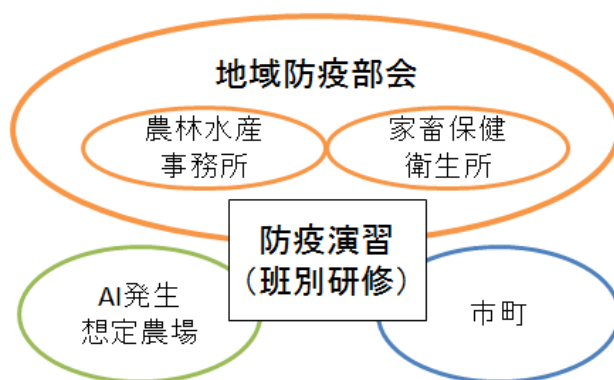 地域防疫部会
農林水産
事務所
家畜保健
衛生所
防疫演習
（班別研修）
AI発生
想定農場
市町